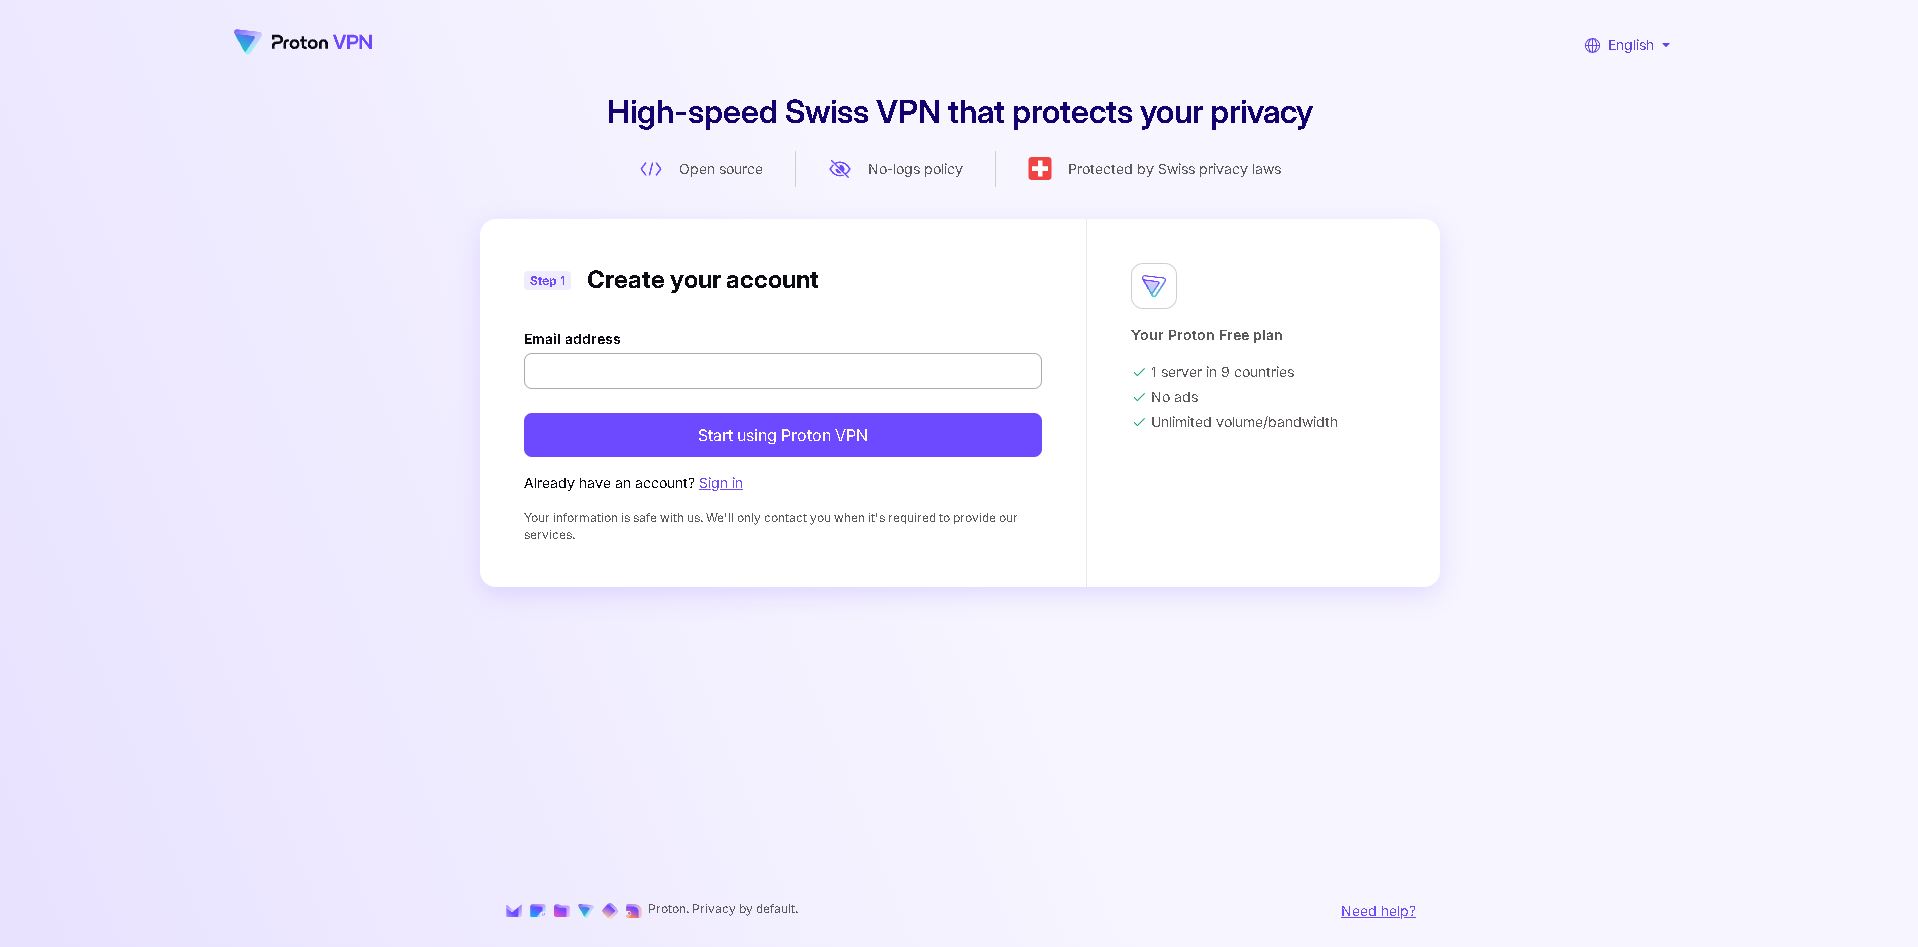 Proton VPN
English
High-speed Swiss VPN that protects your privacy
Open source
No-logs policy
Protected by Swiss privacy laws
Step 1
Create your account
Email address
Start using Proton VPN
Already have an account? Sign in
Your information is safe with us. We'll only contact you when it's required to provide our
services.
Your Proton Free plan
1 server in 9 countries
No ads
Unlimited volume/bandwidth
Proton. Privacy by default.
Need help?